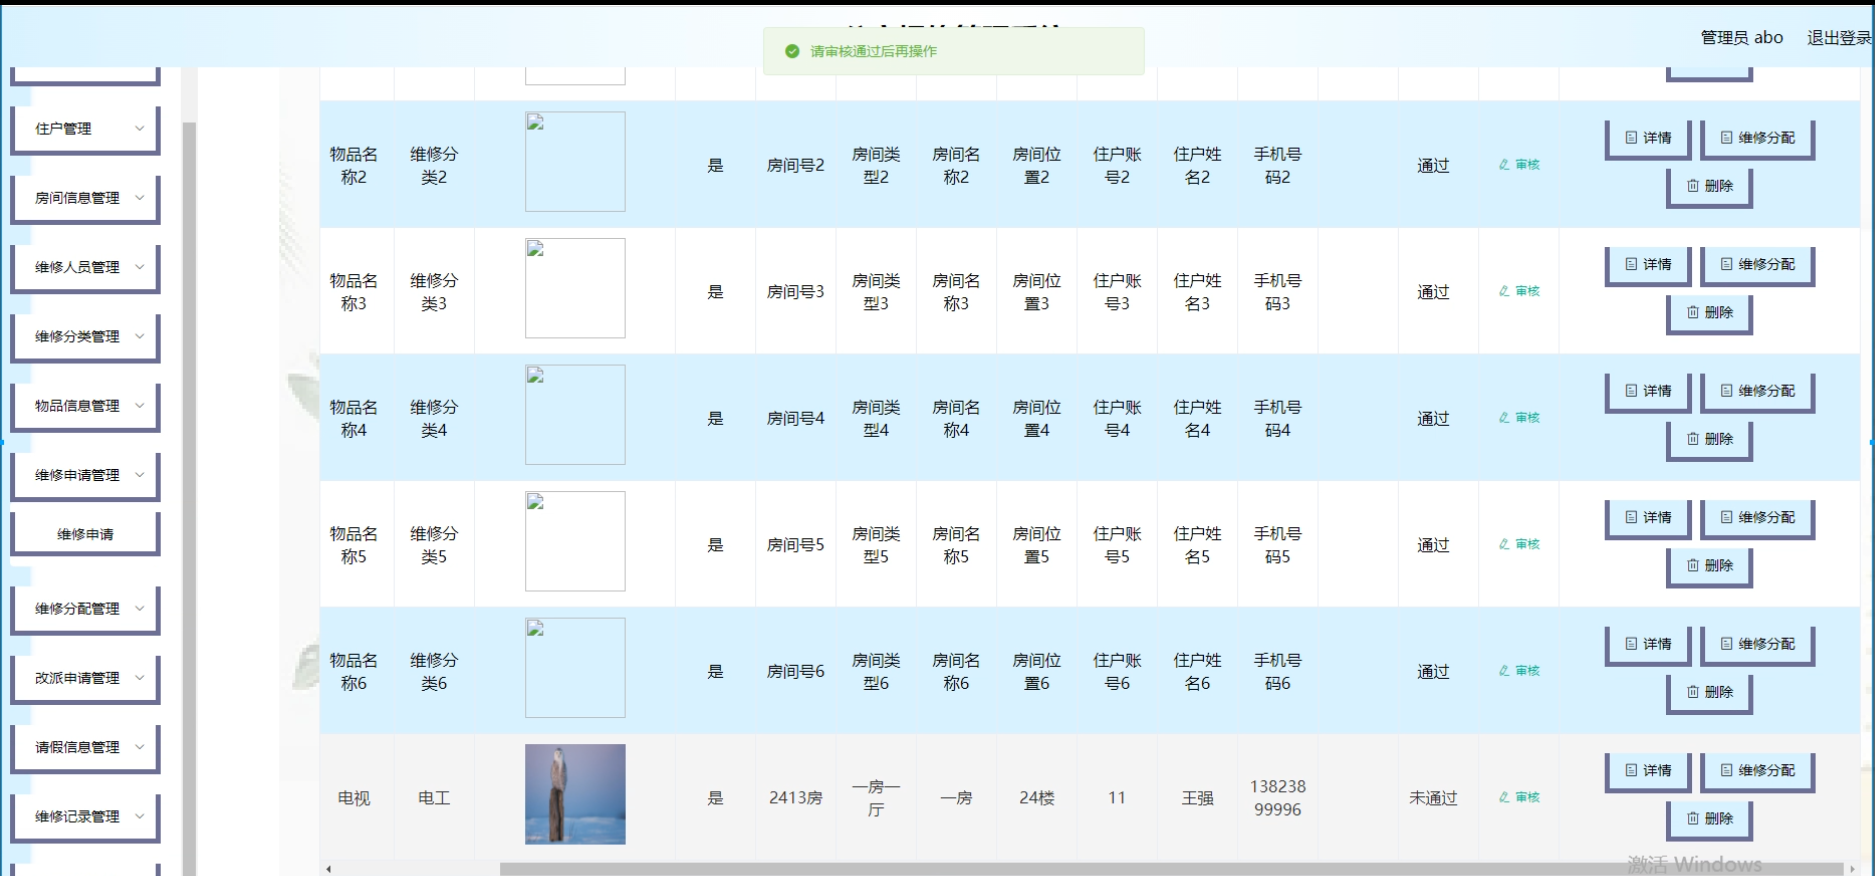 管理员 abo
退出登录
请审核通过后再操作
住户管理
房间信息管理
维修人员管理
维修分类管理
物品信息管理
维修申请管理
维修申请
维修分配管理
改派申请管理
请假信息管理
维修记录管理
物品名
称2
维修分
类2
是
房间号2
房间类
型2
房间名
称2
房间位
置2
住户账
号2
住户姓
名2
手机号
码2
通过
审核
详情
维修分配
删除
物品名
称3
维修分
类3
是
房间号3
房间类
型3
房间名
称3
房间位
置3
住户账
号3
住户姓
名3
手机号
码3
通过
审核
详情
维修分配
删除
物品名
称4
维修分
类4
是
房间号4
房间类
型4
房间名
称4
房间位
置4
住户账
号4
住户姓
名4
手机号
码4
通过
审核
详情
维修分配
删除
物品名
称5
维修分
类5
是
房间号5
房间类
型5
房间名
称5
房间位
置5
住户账
号5
住户姓
名5
手机号
码5
通过
审核
详情
维修分配
删除
物品名
称6
维修分
类6
是
房间号6
房间类
型6
房间名
称6
房间位
置6
住户账
号6
住户姓
名6
手机号
码6
通过
审核
详情
维修分配
删除
电视
电工
是
2413房
一房一
厅
一房
24楼
11
王强
138238
99996
未通过
审核
详情
维修分配
删除
激活 Windows